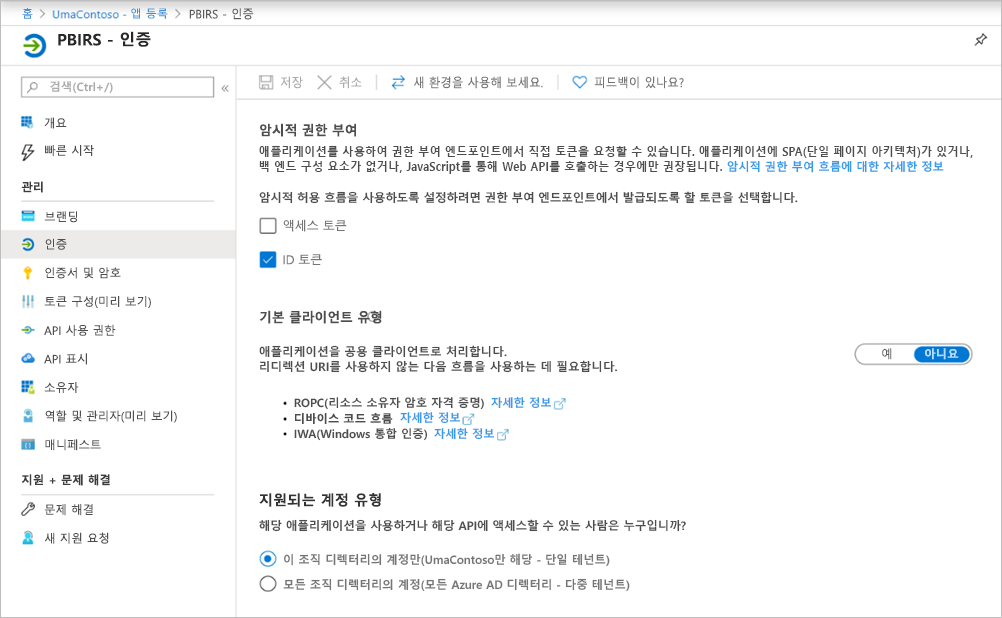 홈 > UmaContoso - 앱 등록 > PBIRS - 인증
PBIRS - 인증
검색(Ctrl+/)
«
개요
빠른 시작
관리
브랜딩
인증
인증서 및 암호
토큰 구성(미리 보기)
API 사용 권한
API 표시
소유자
역할 및 관리자(미리 보기)
매니페스트
지원 + 문제 해결
문제 해결
새 지원 요청
저장 취소 새 환경을 사용해 보세요. 피드백이 있나요?
암시적 권한 부여
애플리케이션를 사용하여 권한 부여 엔드포인트에서 직접 토큰을 요청할 수 있습니다. 애플리케이션에 SPA(단일 페이지 아키텍처)가 있거나,
백 엔드 구성 요소가 없거나, JavaScript를 통해 Web API를 호출하는 경우에만 권장됩니다. 암시적 권한 부여 흐름에 대한 자세한 정보
암시적 허용 흐름을 사용하도록 설정하려면 권한 부여 엔드포인트에서 발급되도록 할 토큰을 선택합니다.
액세스 토큰
ID 토큰
기본 클라이언트 유형
애플리케이션을 공용 클라이언트로 처리합니다.
리디렉션 URI를 사용하지 않는 다음 흐름을 사용하는 데 필요합니다.
예 아니요
• ROPC(리소스 소유자 암호 자격 증명) 자세한 정보
• 디바이스 코드 흐름 자세한 정보
• IWA(Windows 통합 인증) 자세한 정보
지원되는 계정 유형
해당 애플리케이션을 사용하거나 해당 API에 액세스할 수 있는 사람은 누구입니까?
이 조직 디렉터리의 계정만(UmaContoso만 해당 - 단일 테넌트)
모든 조직 디렉터리의 계정(모든 Azure AD 디렉터리 - 다중 테넌트)